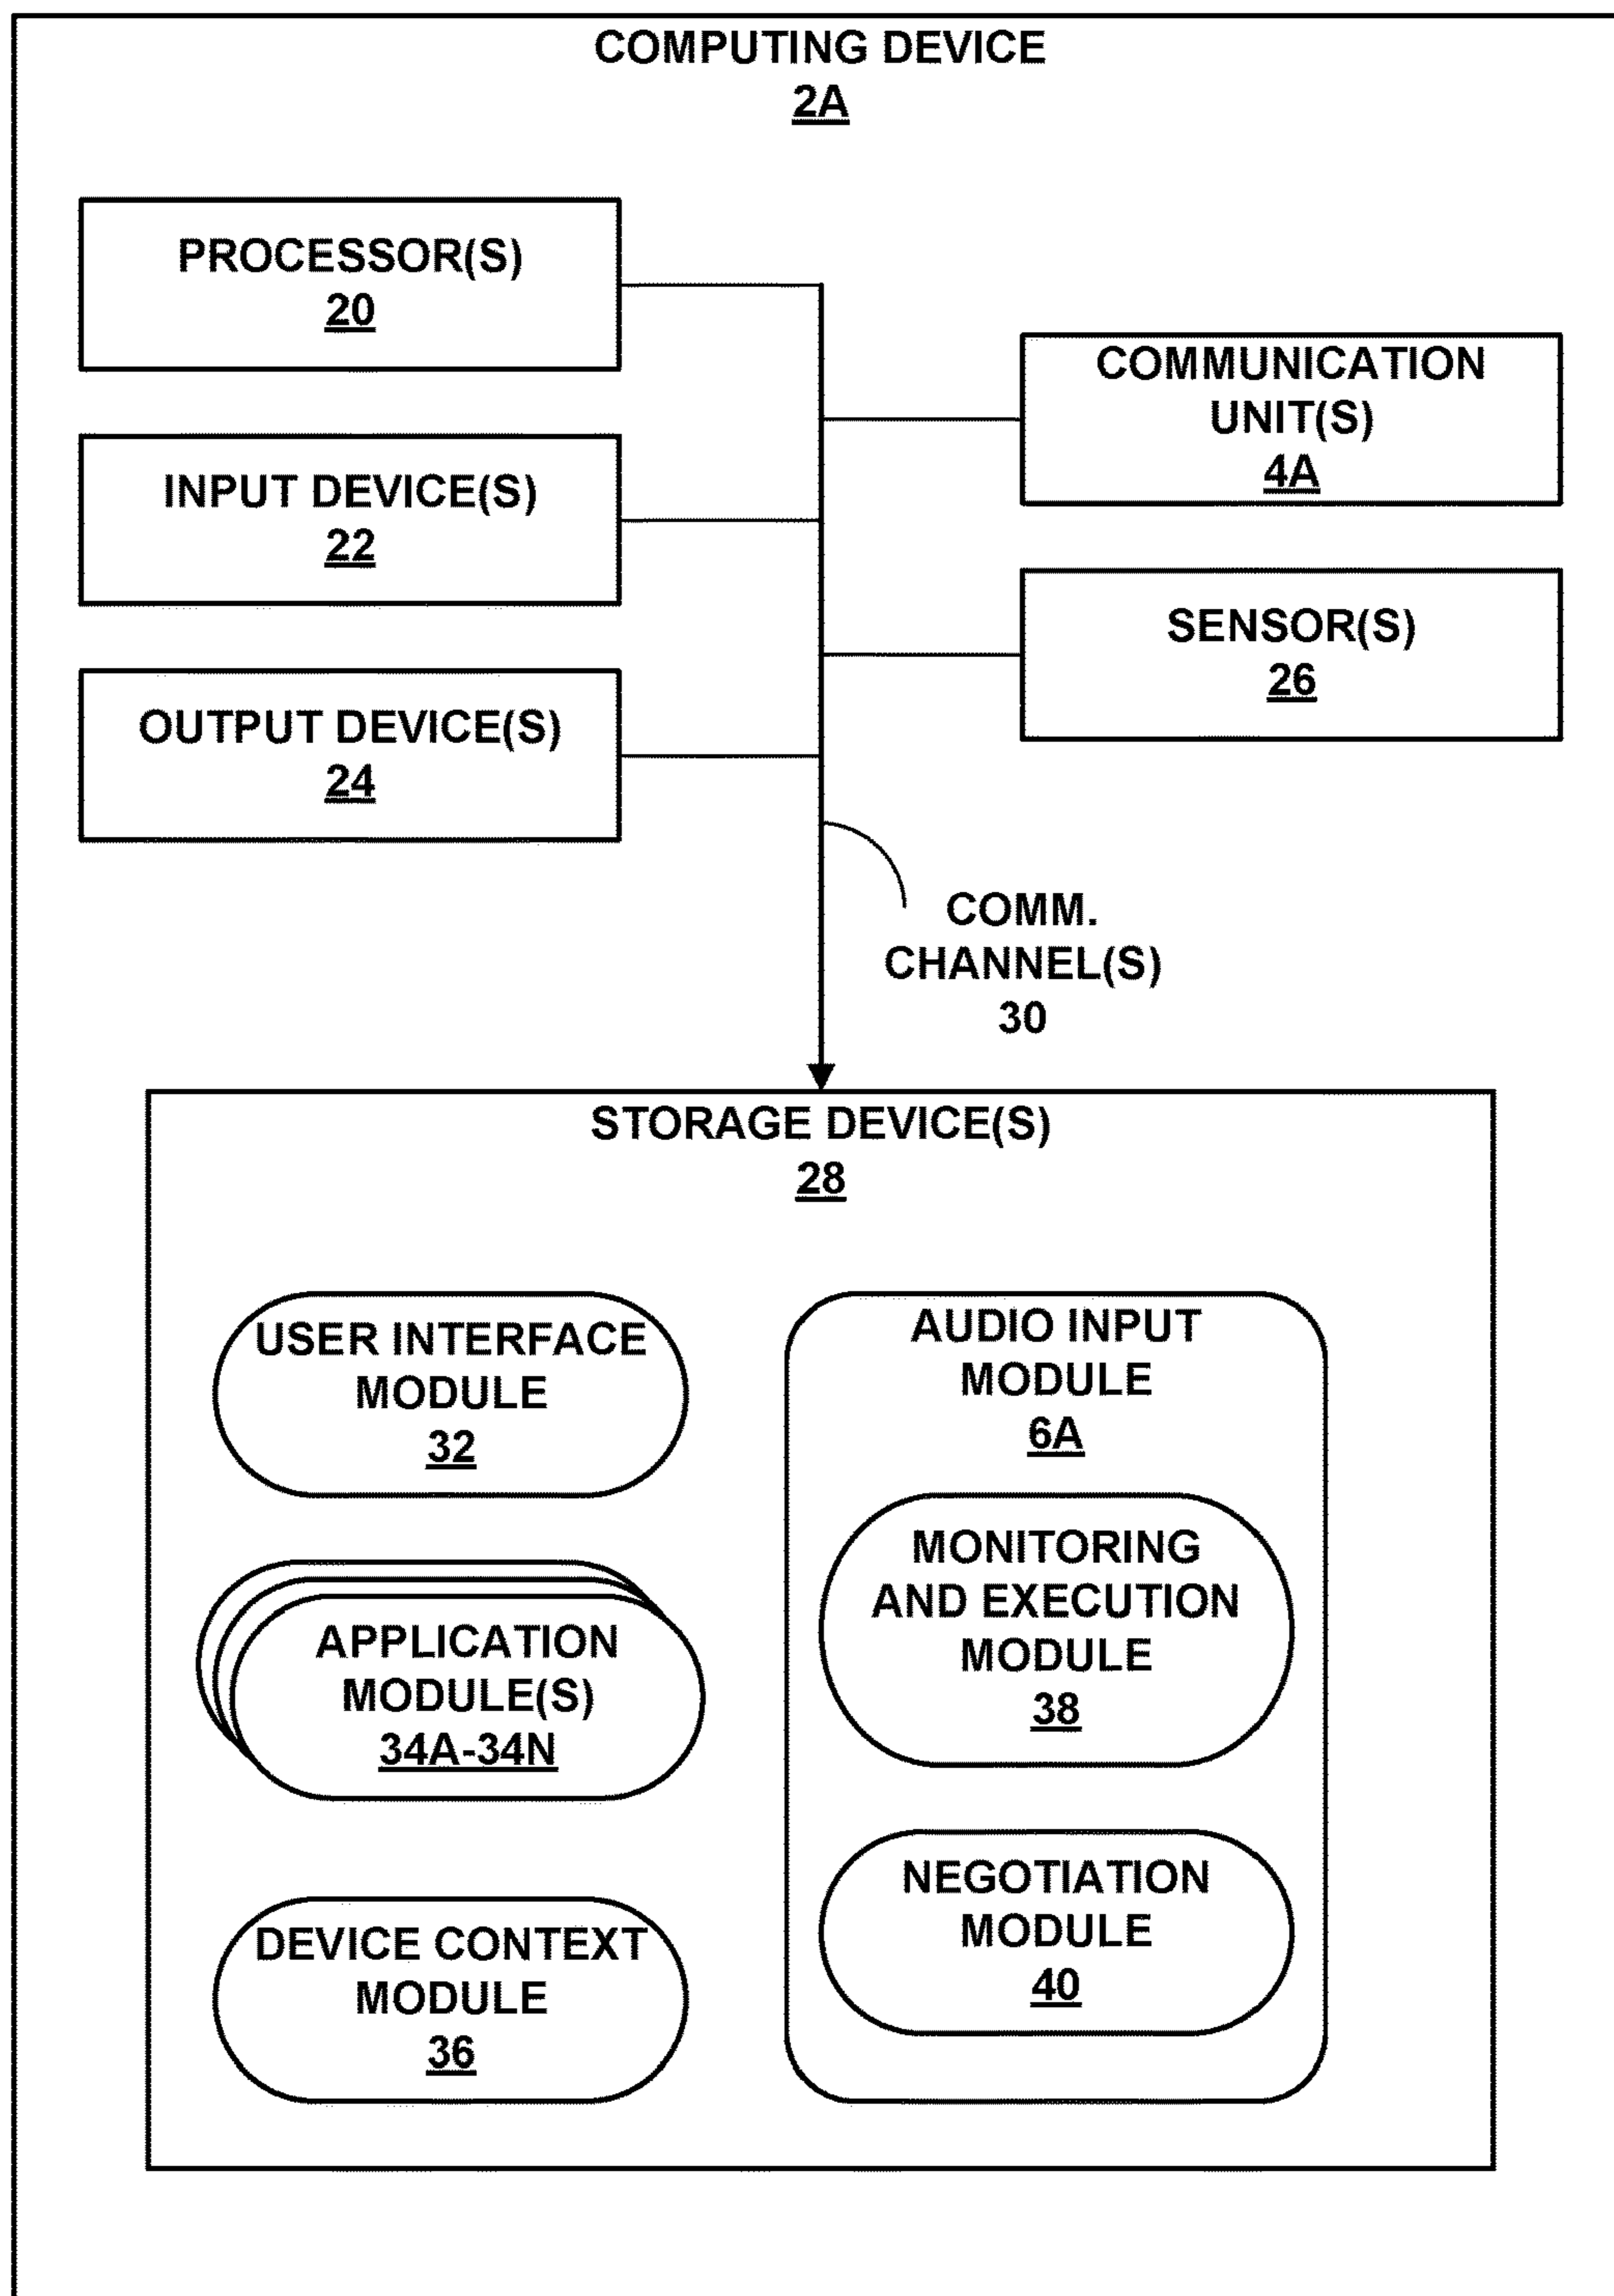 COMPUTING DEVICE
2A
PROCESSOR(S)
20
COMMUNICATION
UNIT(S)
4A
INPUT DEVICE(S)
22
SENSOR(S)
26
OUTPUT DEVICE(S)
24
COMM.
CHANNEL(S)
30
STORAGE DEVICE(S)
28
USER INTERFACE
MODULE
32
APPLICATION
MODULE(S)
34A-34N
DEVICE CONTEXT
MODULE
36
AUDIO INPUT
MODULE
6A
MONITORING
AND EXECUTION
MODULE
38
NEGOTIATION
MODULE
40